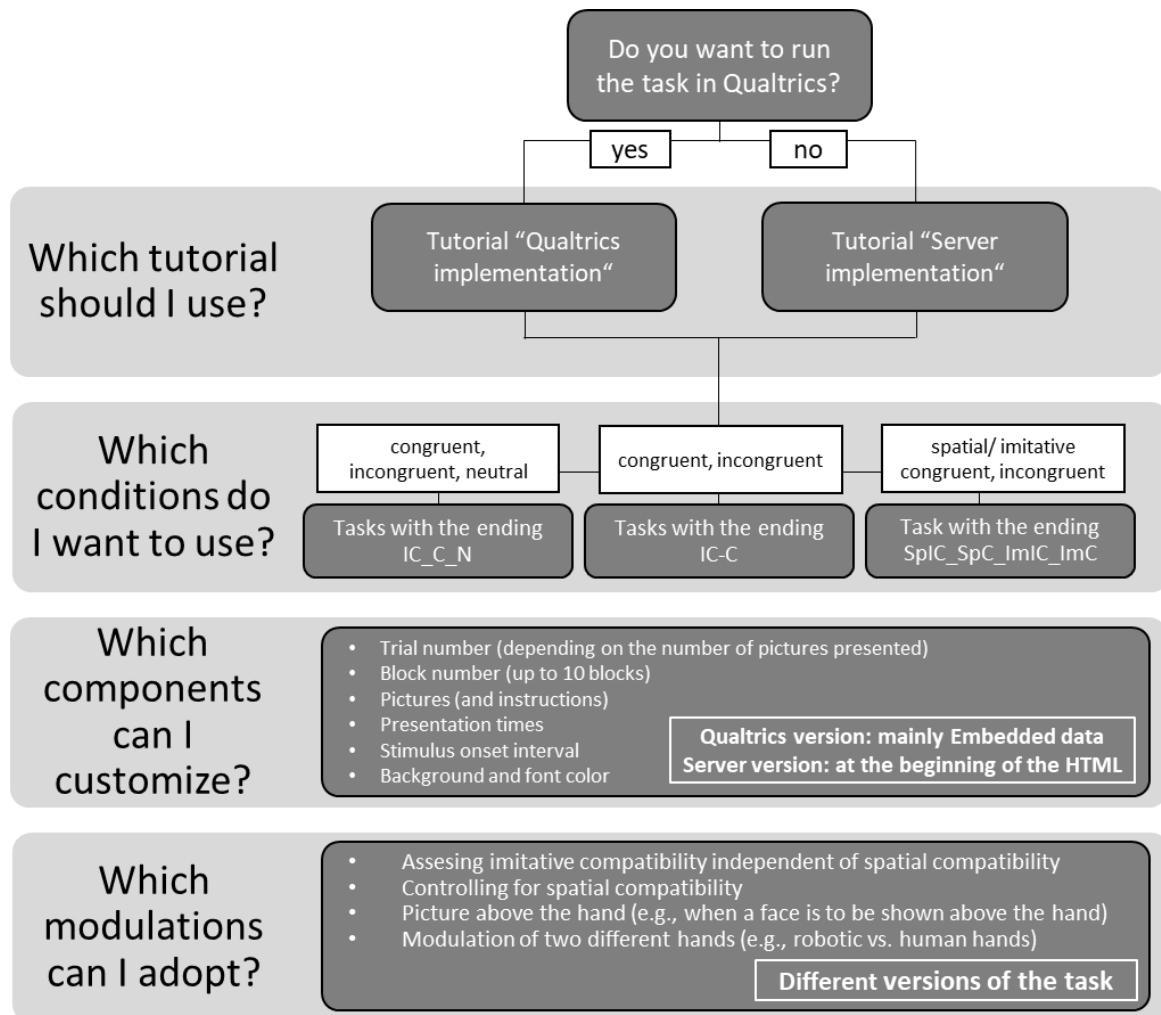 Do you want to run
the task in Qualtrics?
yes
no
Which tutorial
should I use?
Tutorial “Qualtrics
implementation“
Tutorial “Server
implementation“
Which
conditions do
I want to use?
congruent,
incongruent, neutral
congruent, incongruent
spatial/ imitative
congruent, incongruent
Tasks with the ending
IC_C_N
Tasks with the ending
IC-C
Task with the ending
SpIC_SpC_ImIC_ImC
Which
components
can I
customize?
• Trial number (depending on the number of pictures presented)
• Block number (up to 10 blocks)
• Pictures (and instructions)
• Presentation times
• Stimulus onset interval
• Background and font color
Qualtrics version: mainly Embedded data
Server version: at the beginning of the HTML
Which
modulations
can I adopt?
• Assesing imitative compatibility independent of spatial compatibility
• Controlling for spatial compatibility
• Picture above the hand (e.g., when a face is to be shown above the hand)
• Modulation of two different hands (e.g., robotic vs. human hands)
Different versions of the task